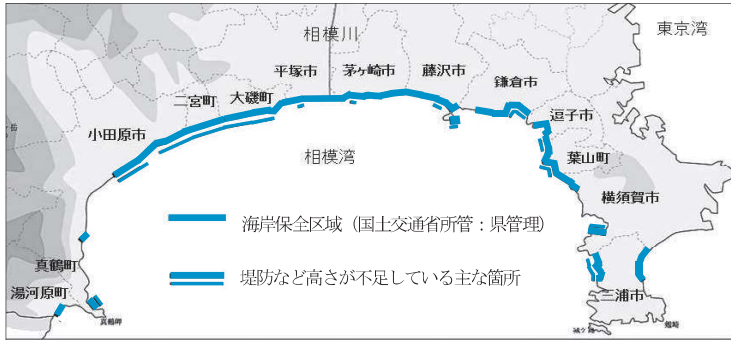 東京湾
相模川
平塚市
茅ヶ崎市
藤沢市
鎌倉市
大磯町
二宮町
逗子市
小田原市
相模湾
葉山町
横須賀市
海岸保全区域（国土交通省所管：県管理）
真鶴町
堤防など高さが不足している主な箇所
湯河原町
三浦市
真鶴岬